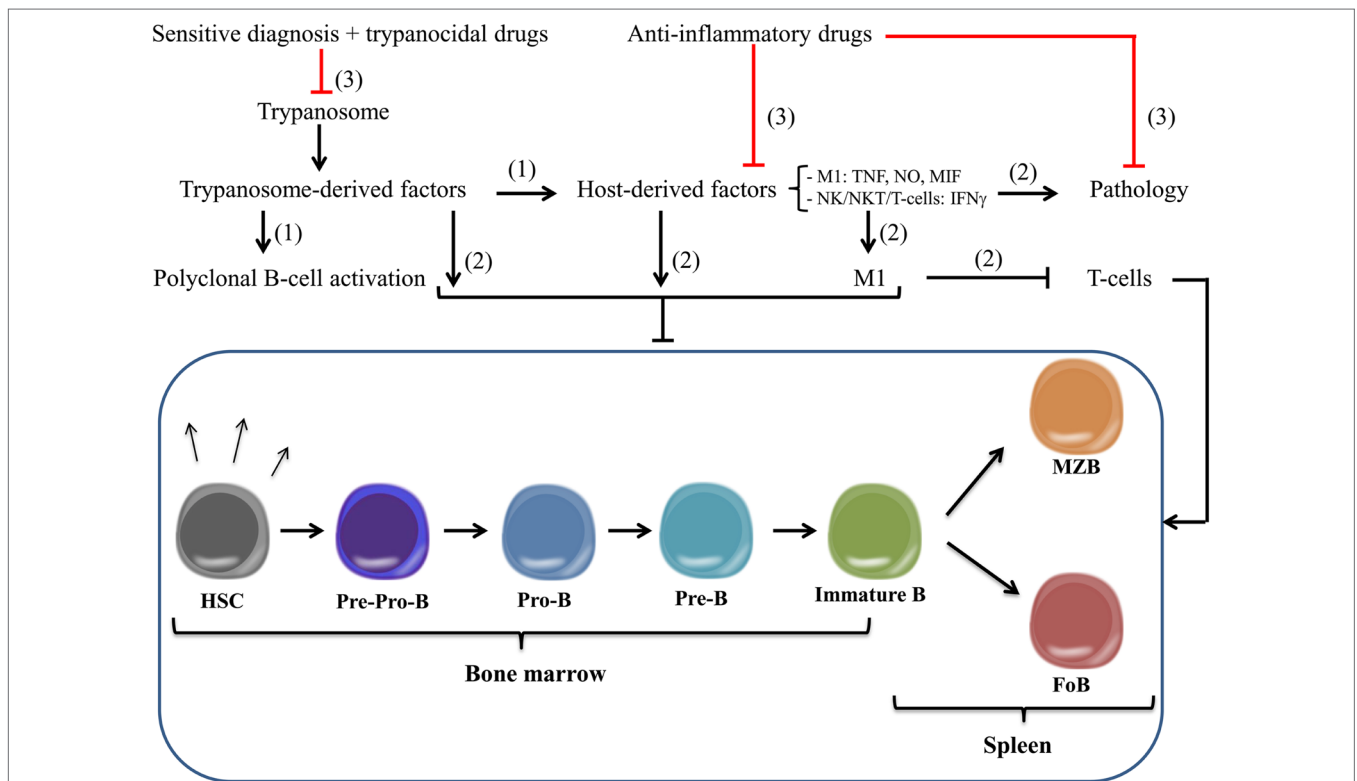 Sensitive diagnosis + trypanocidal drugs
Anti-inflammatory drugs
(3)
(3)
(3)
Trypanosome
Trypanosome-derived factors
(1)
Host-derived factors
- M1: TNF, NO, MIF
- NK/NKT/T-cells: IFNγ
(2)
Pathology
(1)
(2)
(2)
(2)
Polyclonal B-cell activation
M1
(2)
T-cells
MZB
HSC
Pre-Pro-B
Pro-B
Pre-B
Immature B
FoB
Bone marrow
Spleen